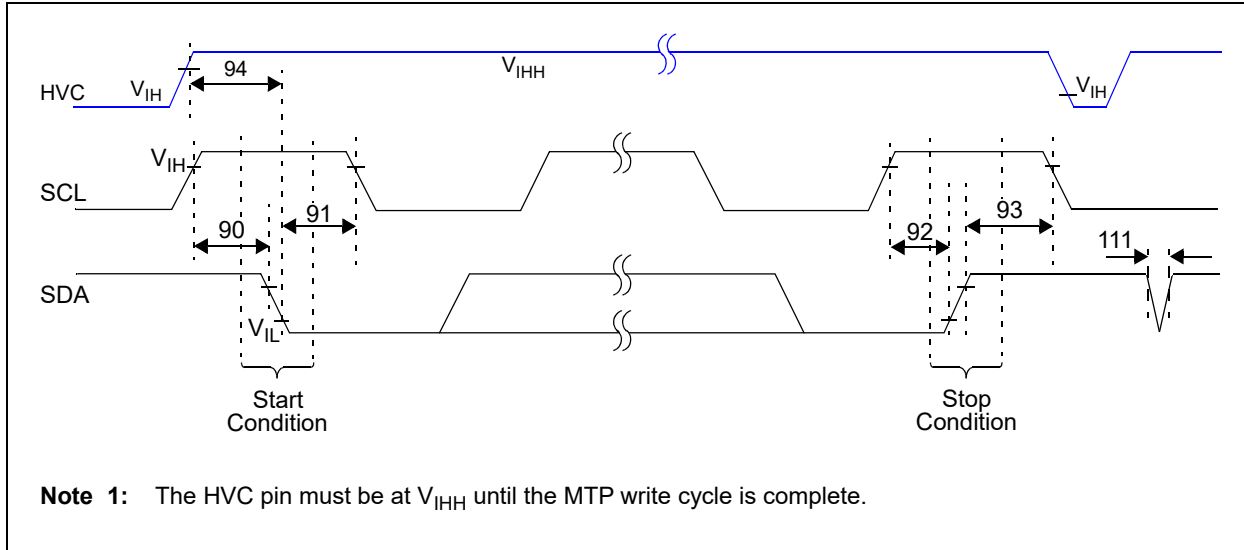 HVC
V_IH
94
V_IHH
V_IH
SCL
V_IH
90
91
92
93
111
SDA
V_IL
Start
Condition
Stop
Condition
Note 1: The HVC pin must be at V_IHH until the MTP write cycle is complete.